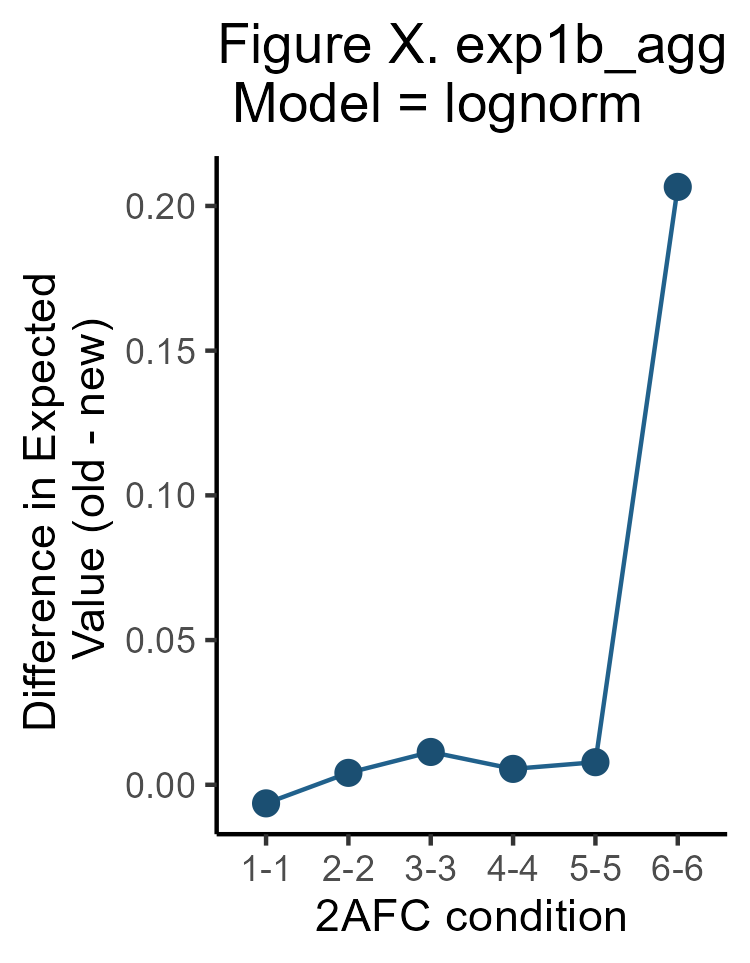 Figure X. exp1b_agg
Model = lognorm
Difference in Expected
Value (old - new)
0.20
0.15
0.10
0.05
0.00
1-1 2-2 3-3 4-4 5-5 6-6
2AFC condition